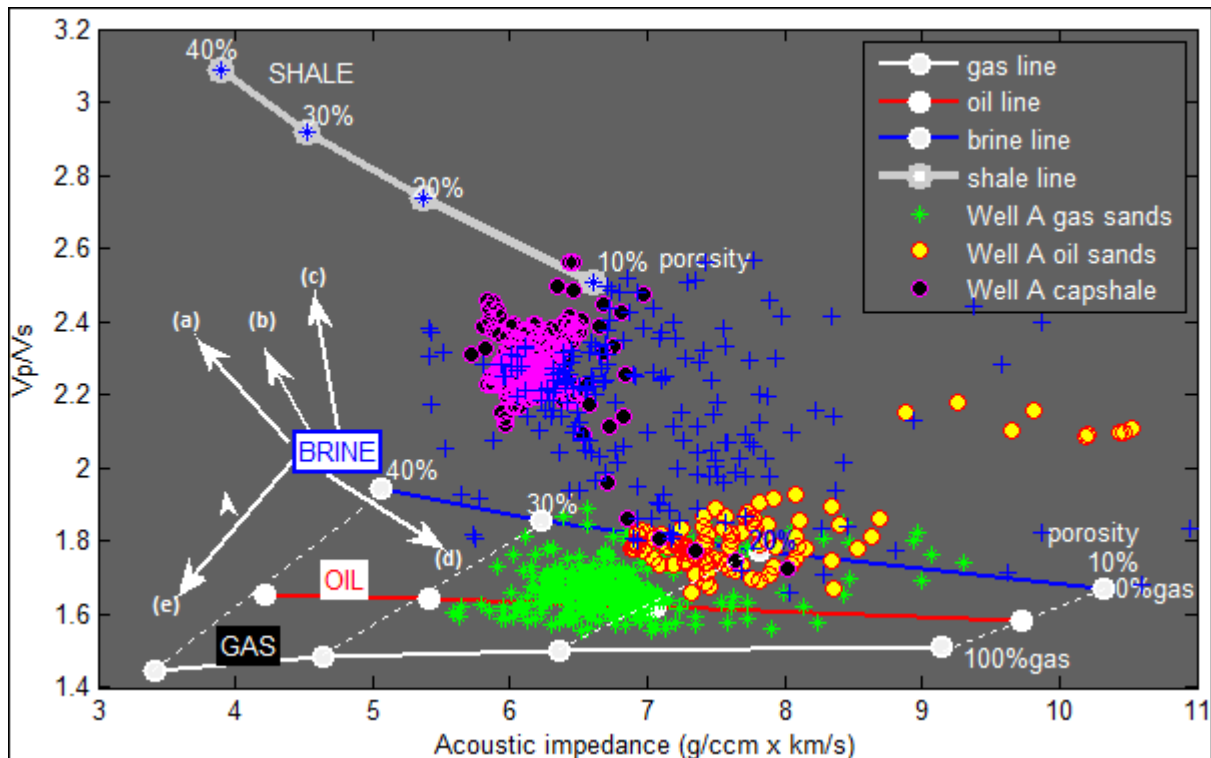 3.2
3
2.8
2.6
2.4
2.2
2
1.8
1.6
1.4
Vp/Vs
40%
SHALE
30%
20%
10%
porosity
gas line
oil line
brine line
shale line
Well A gas sands
Well A oil sands
Well A capshale
(a)
(b)
(c)
BRINE
40%
30%
20%
(d)
(e)
OIL
GAS
porosity
10%
0%gas
100%gas
3 4 5 6 7 8 9 10 11
Acoustic impedance (g/ccm x km/s)